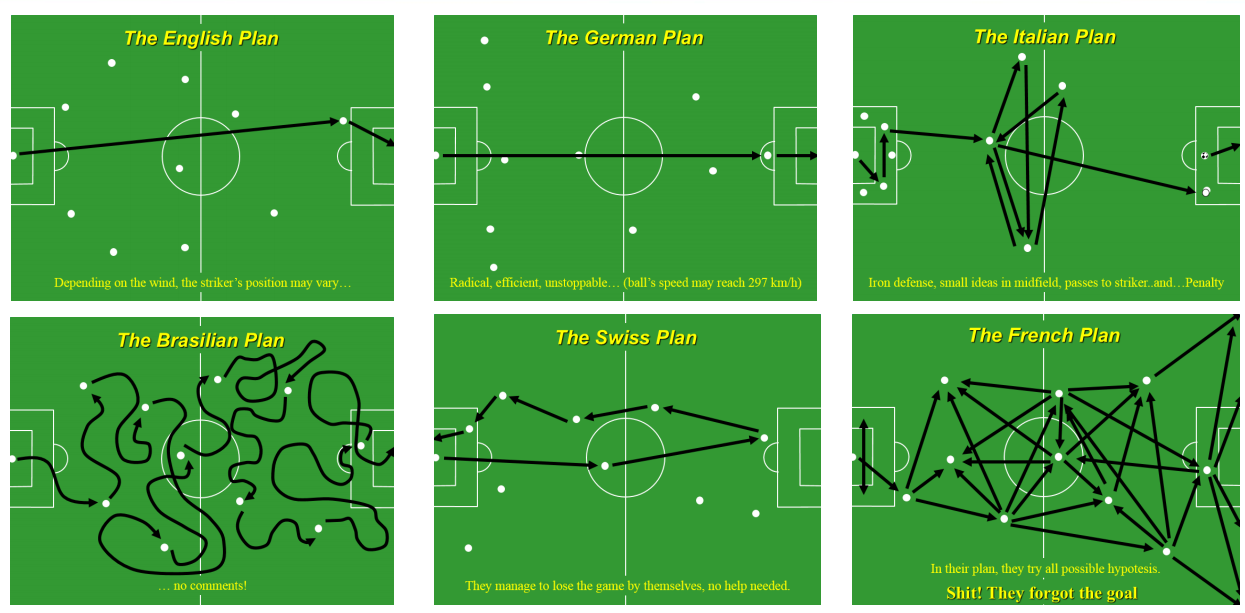 The English Plan
Depending on the wind, the striker's position may vary…
The German Plan
Radical, efficient, unstoppable… (ball's speed may reach 297 km/h)
The Italian Plan
Iron defense, small ideas in midfield, passes to striker..and…Penalty
The Brasilian Plan
… no comments!
The Swiss Plan
They manage to lose the game by themselves, no help needed.
The French Plan
In their plan, they try all possible hypotesis.
Shit! They forgot the goal